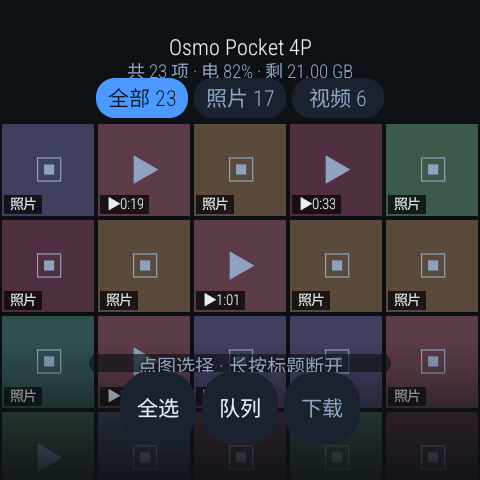 Osmo Pocket 4P
共 23 项 · 电 82% · 剩 21.00 GB
全部 23 照片 17 视频 6
照片 ▶0:19 照片 ▶0:33 照片
照片 照片 ▶1:01 照片 照片
点图选择 · 长按标题断开
照片 照片
全选 队列 下载